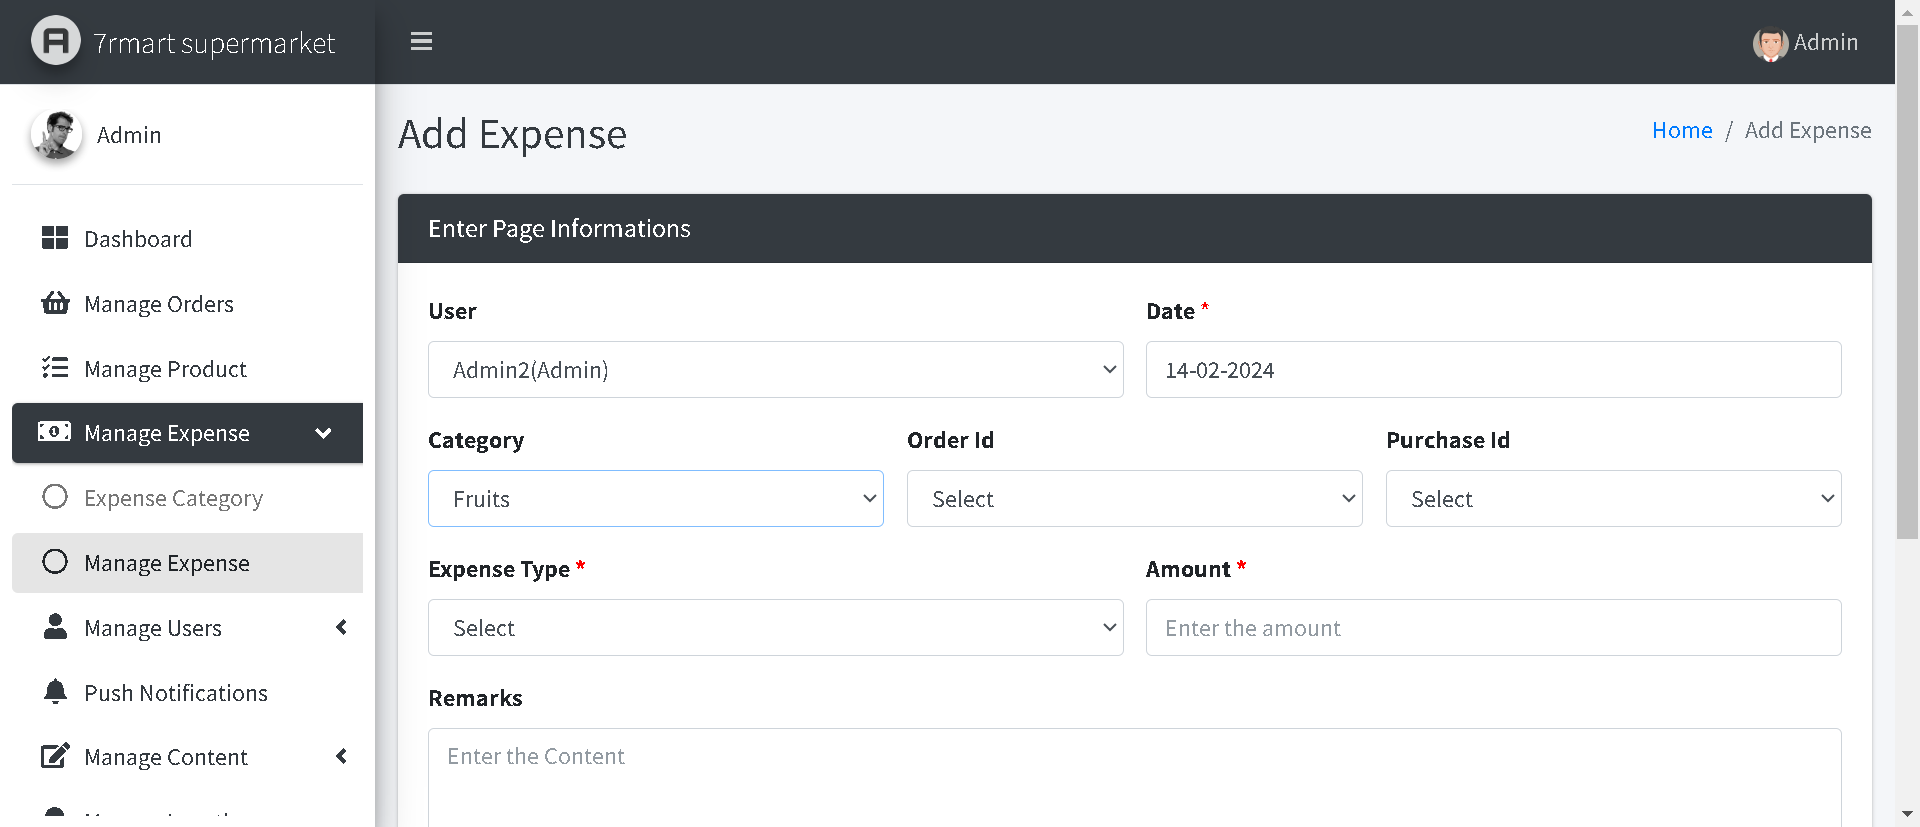 7rmart supermarket
Admin
Admin
Add Expense
Home / Add Expense
Dashboard
Manage Orders
Manage Product
Manage Expense
Expense Category
Manage Expense
Manage Users
Push Notifications
Manage Content
Enter Page Informations
User
Date *
Admin2(Admin)
14-02-2024
Category
Order Id
Purchase Id
Fruits
Select
Select
Expense Type *
Amount *
Select
Enter the amount
Remarks
Enter the Content